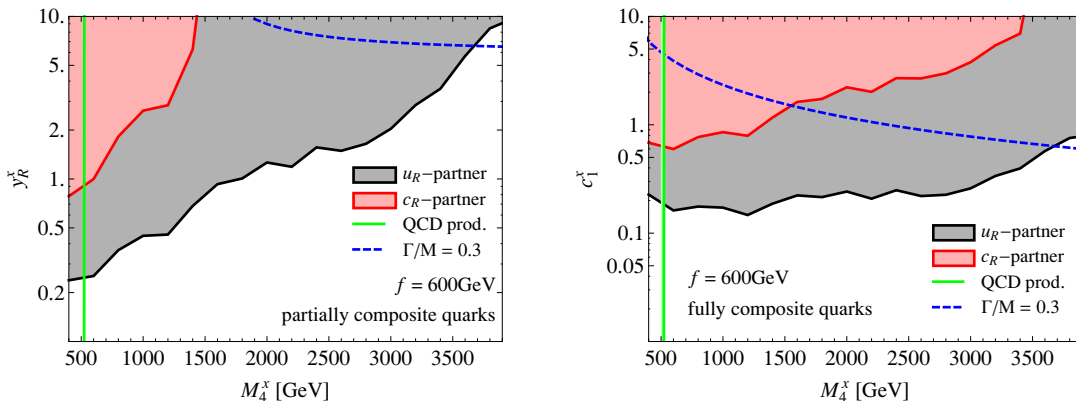 10.
5.
2.
1.
0.5
0.2
y_R^x
500 1000 1500 2000 2500 3000 3500
M_4^x [GeV]
u_R−partner
c_R−partner
QCD prod.
Γ/M = 0.3
f = 600GeV
partially composite quarks
10.
5.
1.
0.5
0.1
0.05
c_1^x
500 1000 1500 2000 2500 3000 3500
M_4^x [GeV]
u_R−partner
c_R−partner
QCD prod.
Γ/M = 0.3
f = 600GeV
fully composite quarks